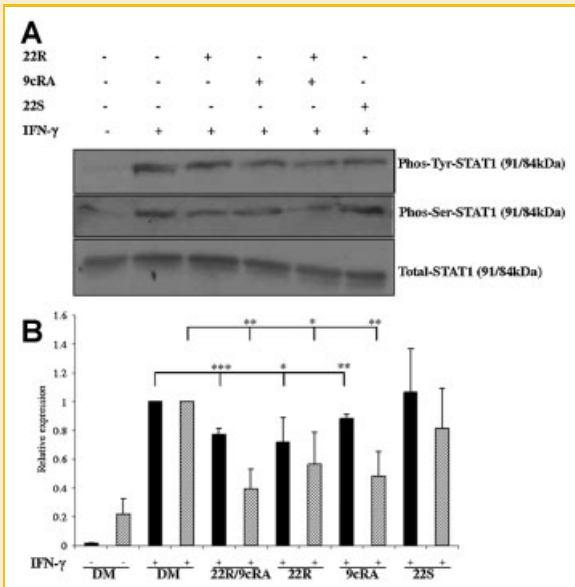 A
22R - - + - + -
9cRA - - - + + -
22S - - - - - +
IFN-γ - + + + + +
Phos-Tyr-STAT1 (91/84kDa)
Phos-Ser-STAT1 (91/84kDa)
Total-STAT1 (91/84kDa)
B
1.6
1.4
1.2
1
0.8
0.6
0.4
0.2
0
Relative expression
** * **
*** * **
IFN-γ - - + + + + + + + + + +
DM DM 22R/9cRA 22R 9cRA 22S